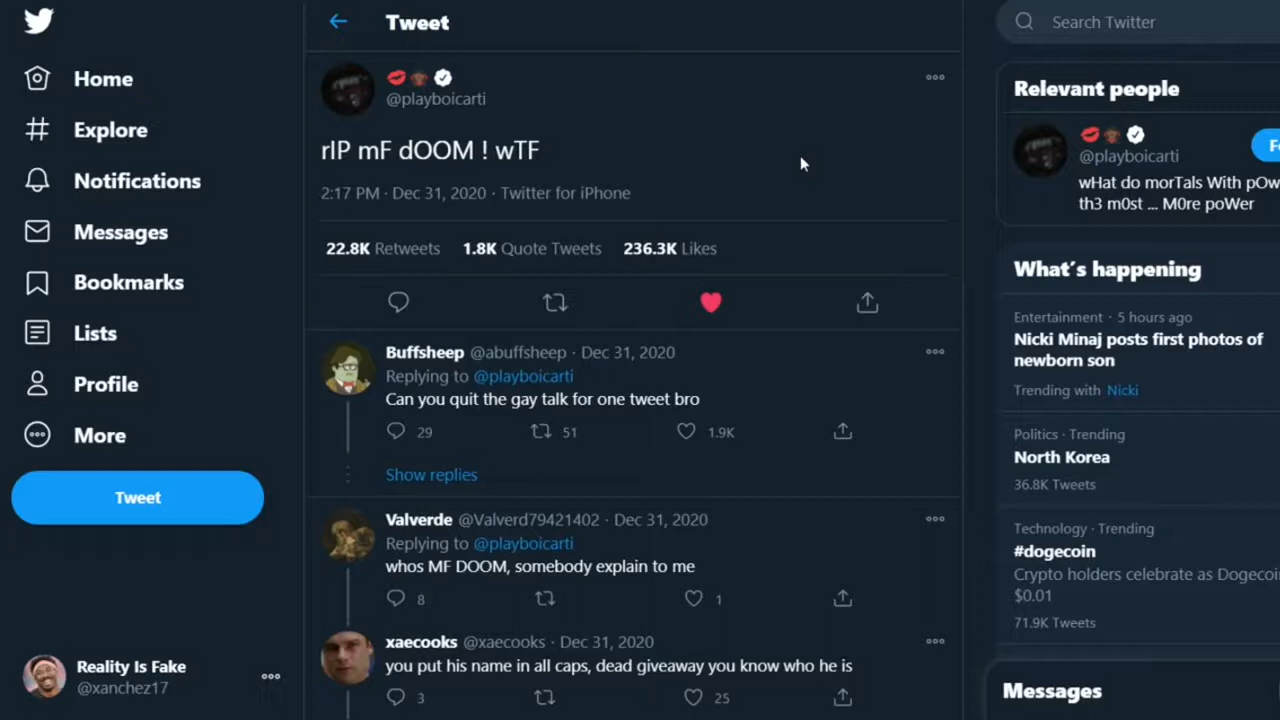 Home
Explore
Notifications
Messages
Bookmarks
Lists
Profile
More
Tweet
Reality Is Fake
@xanchez17
Tweet
@playboicarti
rIP mF dOOM ! wTF
2:17 PM · Dec 31, 2020 · Twitter for iPhone
22.8K Retweets 1.8K Quote Tweets 236.3K Likes
Buffsheep @abuffsheep · Dec 31, 2020
Replying to @playboicarti
Can you quit the gay talk for one tweet bro
29 51 1.9K
Show replies
Valverde @Valverd79421402 · Dec 31, 2020
Replying to @playboicarti
whos MF DOOM, somebody explain to me
8 1
xaecooks @xaecooks · Dec 31, 2020
you put his name in all caps, dead giveaway you know who he is
3 25
Search Twitter
Relevant people
@playboicarti
wHat do morTals With pOw
th3 m0st ... M0re poWer
What's happening
Entertainment · 5 hours ago
Nicki Minaj posts first photos of
newborn son
Trending with Nicki
Politics · Trending
North Korea
36.8K Tweets
Technology · Trending
#dogecoin
Crypto holders celebrate as Dogecoi
$0.01
71.9K Tweets
Messages